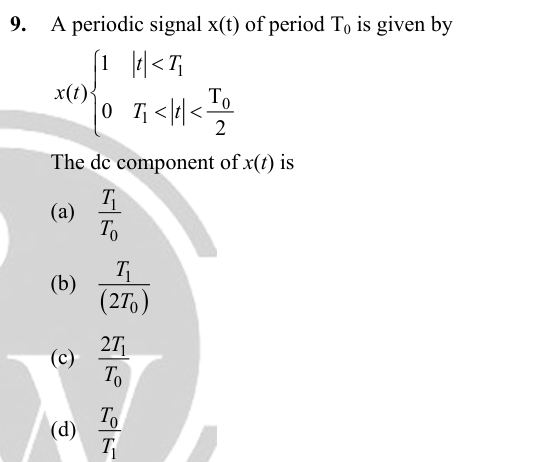 9. A periodic signal x(t) of period T₀ is given by
x(t) { 1 |t| < T₁
0 T₁ < |t| < T₀/2
The dc component of x(t) is
(a) T₁/T₀
(b) T₁/(2T₀)
(c) 2T₁/T₀
(d) T₀/T₁